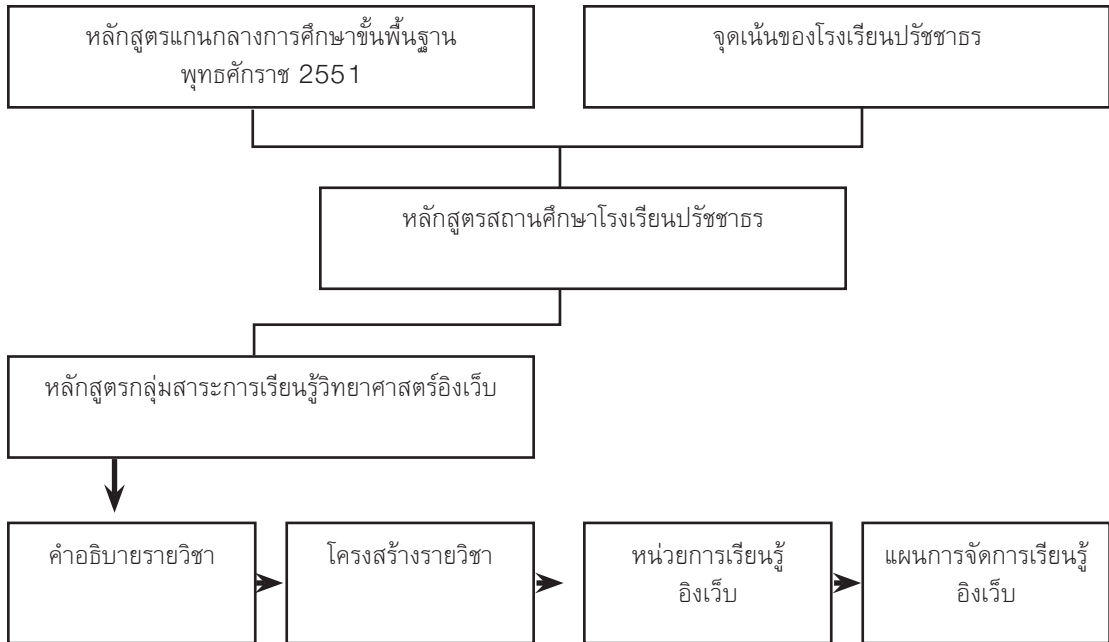 หลักสูตรแกนกลางการศึกษาขั้นพื้นฐาน
พุทธศักราช 2551
จุดเน้นของโรงเรียนปรัชชาธร
หลักสูตรสถานศึกษาโรงเรียนปรัชชาธร
หลักสูตรกลุ่มสาระการเรียนรู้วิทยาศาสตร์อิงเว็บ
คำอธิบายรายวิชา
โครงสร้างรายวิชา
หน่วยการเรียนรู้
อิงเว็บ
แผนการจัดการเรียนรู้
อิงเว็บ